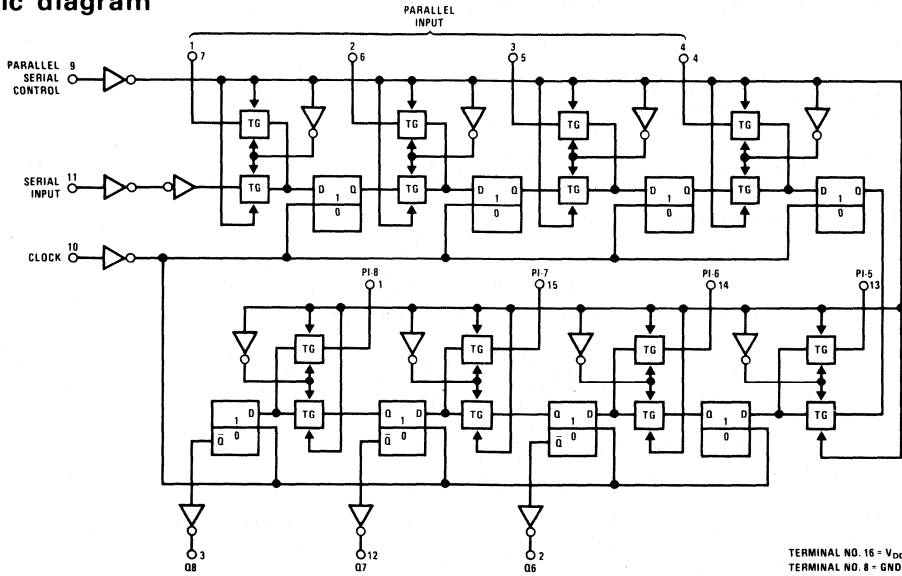 ic diagram
PARALLEL
INPUT
1
7
2
6
3
5
4
4
PARALLEL
SERIAL
CONTROL
9
TG
TG
TG
TG
SERIAL
INPUT
11
TG
D
1
0
Q
TG
D
1
0
Q
TG
D
1
0
Q
TG
D
1
0
Q
CLOCK
10
PI-8
1
PI-7
15
PI-6
14
PI-5
13
TG
TG
TG
TG
1
D
0
Q̅
TG
Q
1
D
0
Q̅
TG
Q
1
D
0
Q̅
TG
Q
1
D
0
TG
3
Q8
12
Q7
2
Q6
TERMINAL NO. 16 = VDD
TERMINAL NO. 8 = GND